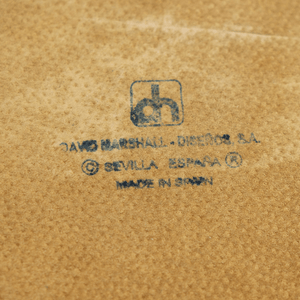 DAVID MARSHALL - DISEÑOS, S.A.
© SEVILLA ESPAÑA ®
MADE IN SPAIN